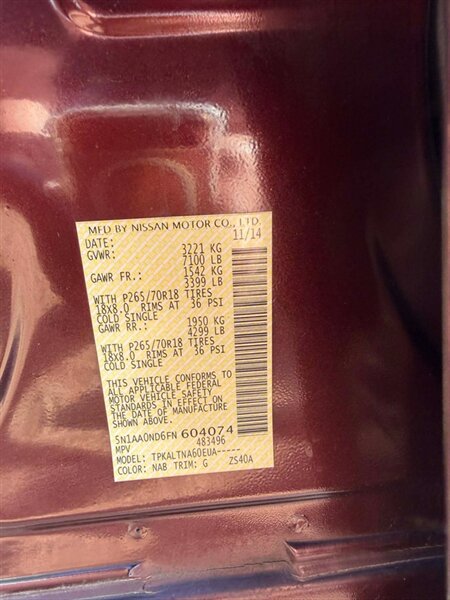 MFD BY NISSAN MOTOR CO., LTD.
DATE: 11/14
GVWR: 3221 KG
7100 LB
GAWR FR.: 1542 KG
3399 LB
WITH P265/70R18 TIRES
18x8.0 RIMS AT 36 PSI
COLD SINGLE
GAWR RR.: 1950 KG
4299 LB
WITH P265/70R18 TIRES
18x8.0 RIMS AT 36 PSI
COLD SINGLE
THIS VEHICLE CONFORMS TO
ALL APPLICABLE FEDERAL
MOTOR VEHICLE SAFETY
STANDARDS IN EFFECT ON
THE DATE OF MANUFACTURE
SHOWN ABOVE.
5N1AA0ND6FN 604074
MPV 483496
MODEL: TPKALTNA60EUA-----
COLOR: NAB TRIM: G ZS40A